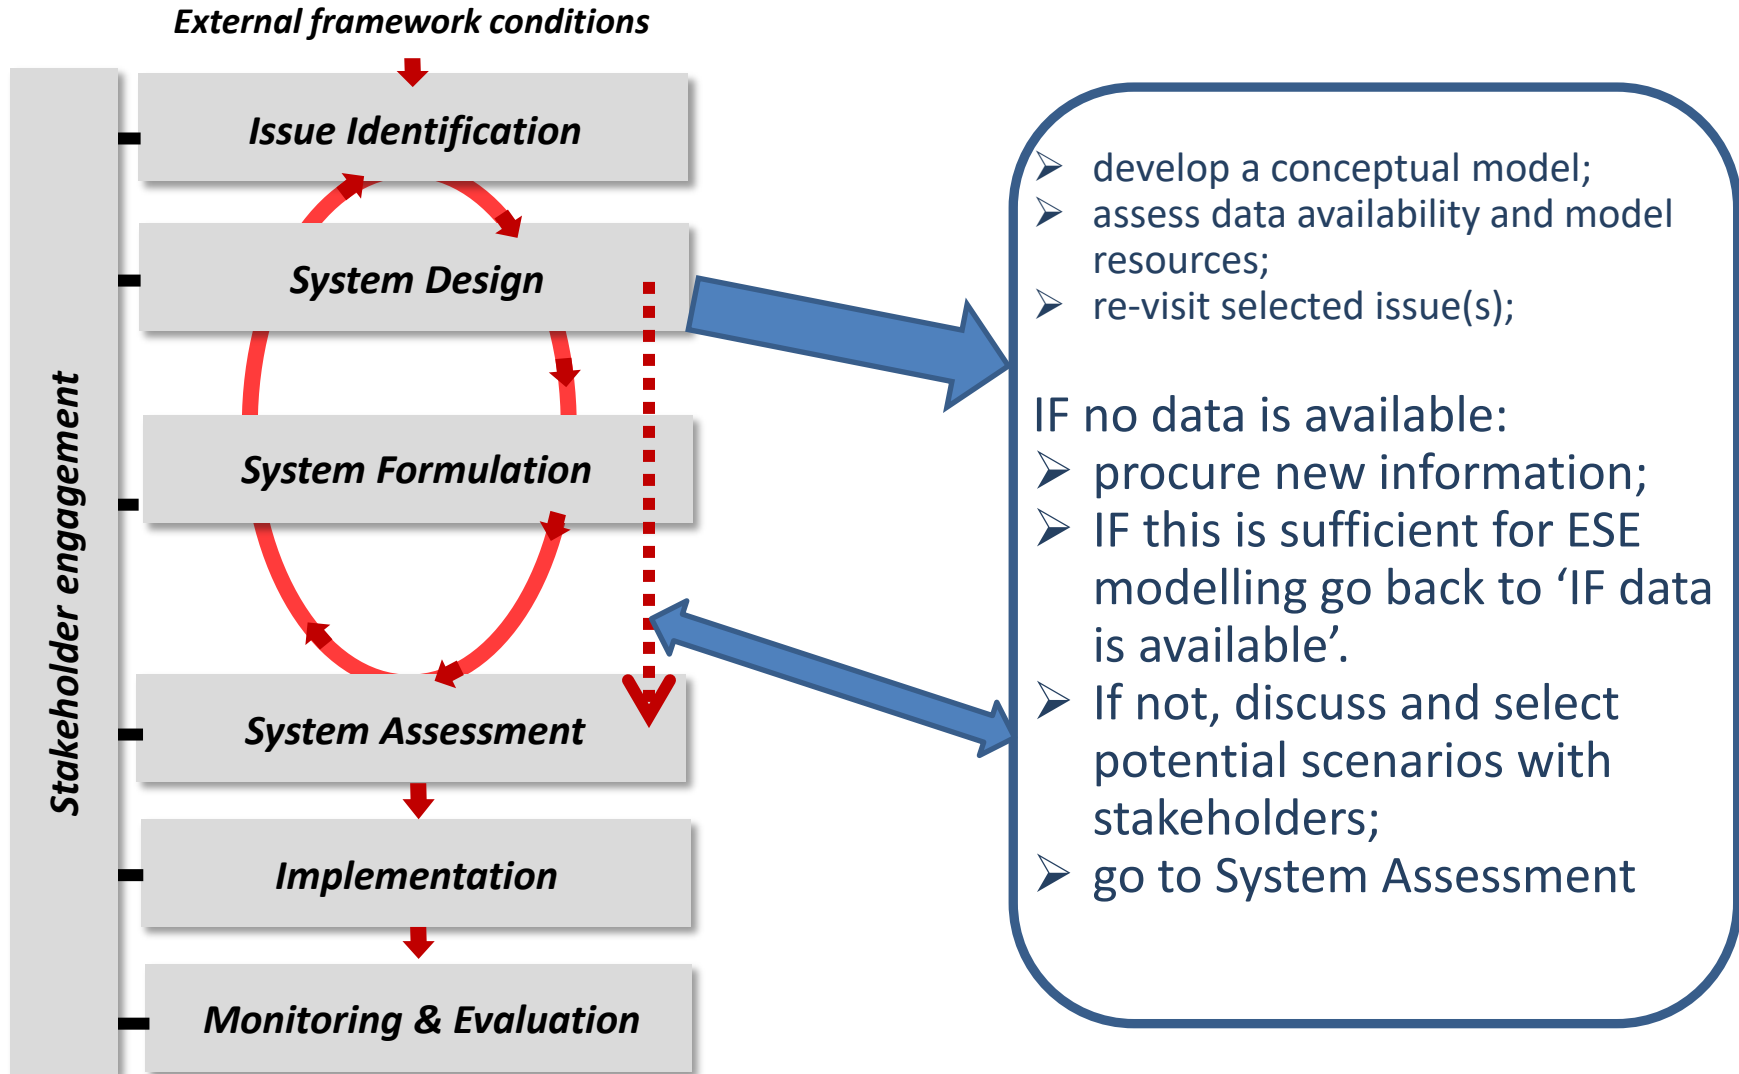 External framework conditions
Stakeholder engagement
Issue Identification
System Design
System Formulation
System Assessment
Implementation
Monitoring & Evaluation
➢ develop a conceptual model;
➢ assess data availability and model
resources;
➢ re-visit selected issue(s);
IF no data is available:
➢ procure new information;
➢ IF this is sufficient for ESE
modelling go back to ‘IF data
is available’.
➢ If not, discuss and select
potential scenarios with
stakeholders;
➢ go to System Assessment